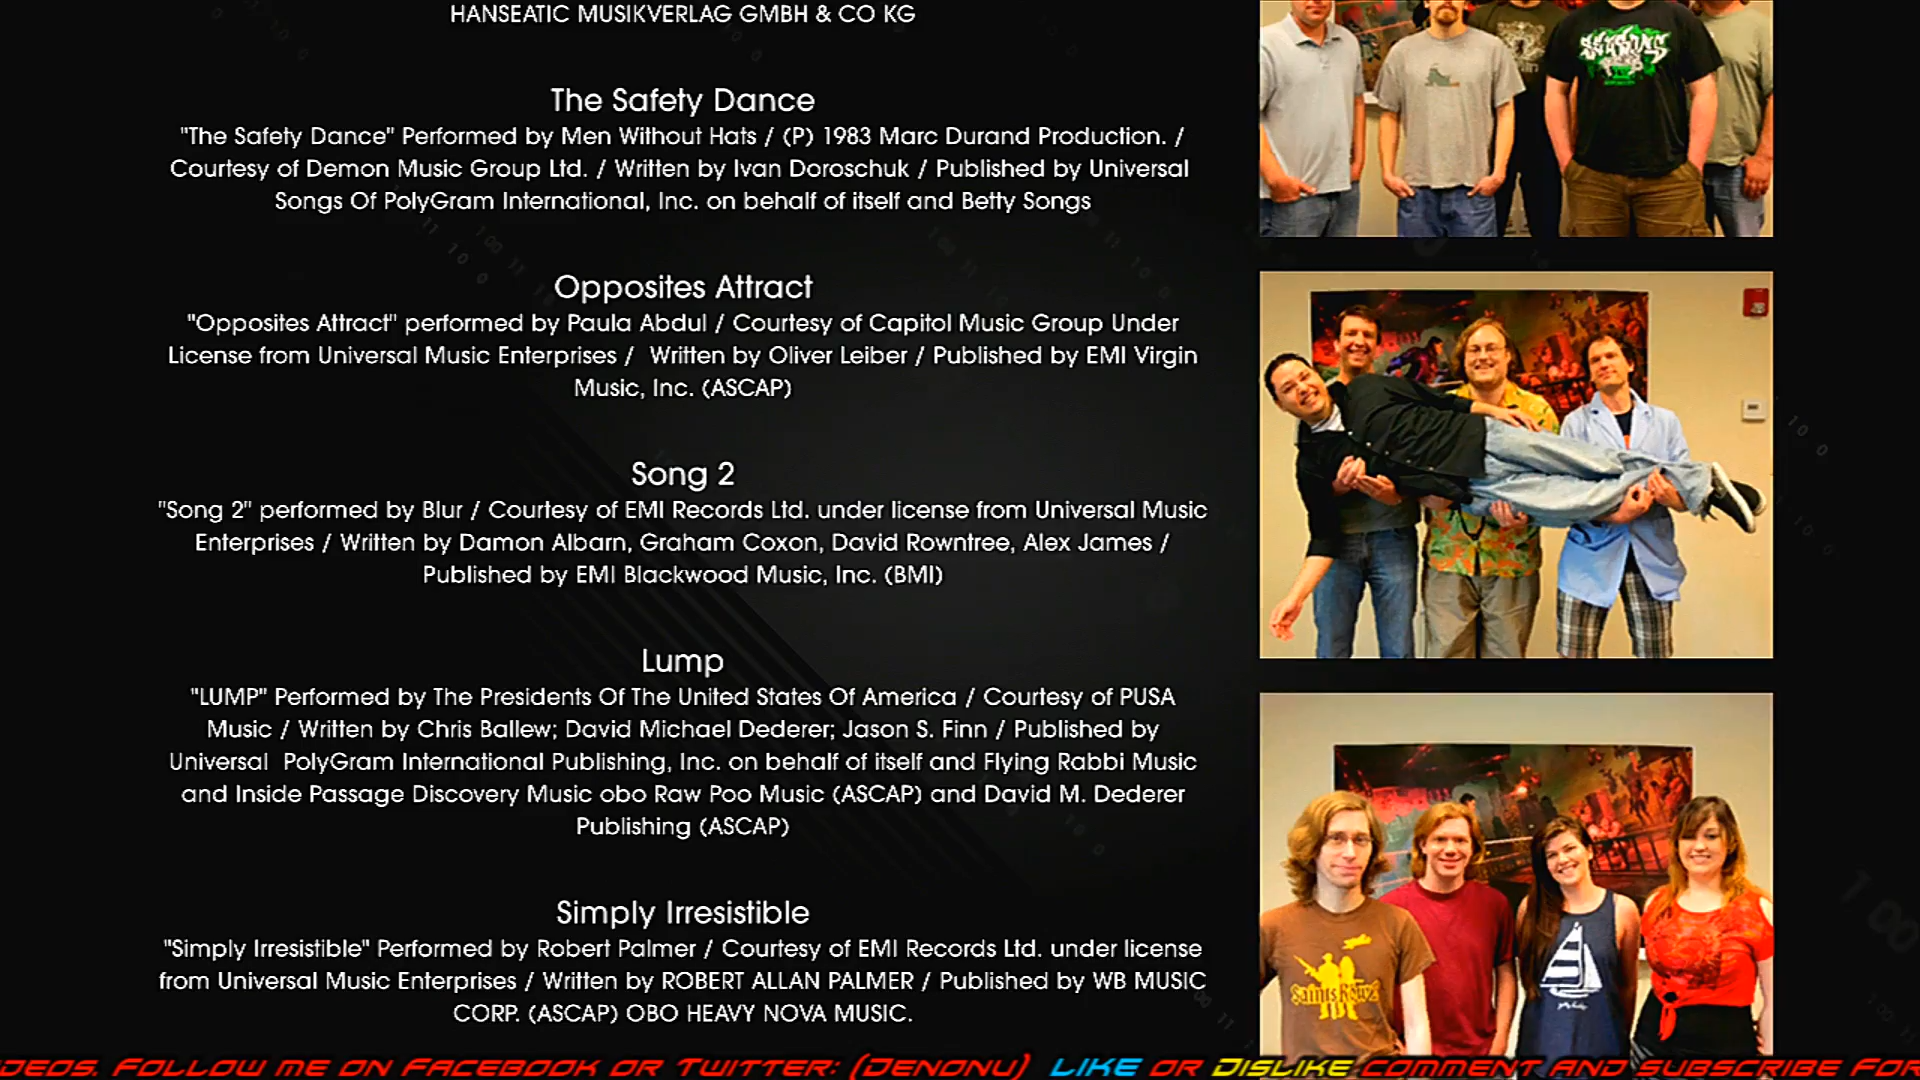 HANSEATIC MUSIKVERLAG GMBH & CO KG
The Safety Dance
"The Safety Dance" Performed by Men Without Hats / (P) 1983 Marc Durand Production. /
Courtesy of Demon Music Group Ltd. / Written by Ivan Doroschuk / Published by Universal
Songs Of PolyGram International, Inc. on behalf of itself and Betty Songs
Opposites Attract
"Opposites Attract" performed by Paula Abdul / Courtesy of Capitol Music Group Under
License from Universal Music Enterprises / Written by Oliver Leiber / Published by EMI Virgin
Music, Inc. (ASCAP)
Song 2
"Song 2" performed by Blur / Courtesy of EMI Records Ltd. under license from Universal Music
Enterprises / Written by Damon Albarn, Graham Coxon, David Rowntree, Alex James /
Published by EMI Blackwood Music, Inc. (BMI)
Lump
"LUMP" Performed by The Presidents Of The United States Of America / Courtesy of PUSA
Music / Written by Chris Ballew; David Michael Dederer; Jason S. Finn / Published by
Universal PolyGram International Publishing, Inc. on behalf of itself and Flying Rabbi Music
and Inside Passage Discovery Music obo Raw Poo Music (ASCAP) and David M. Dederer
Publishing (ASCAP)
Simply Irresistible
"Simply Irresistible" Performed by Robert Palmer / Courtesy of EMI Records Ltd. under license
from Universal Music Enterprises / Written by ROBERT ALLAN PALMER / Published by WB MUSIC
CORP. (ASCAP) OBO HEAVY NOVA MUSIC.
Saints Row 2
deos. Follow me on Facebook or Twitter: (Denonu) LIKE or Dislike comment and subscribe For